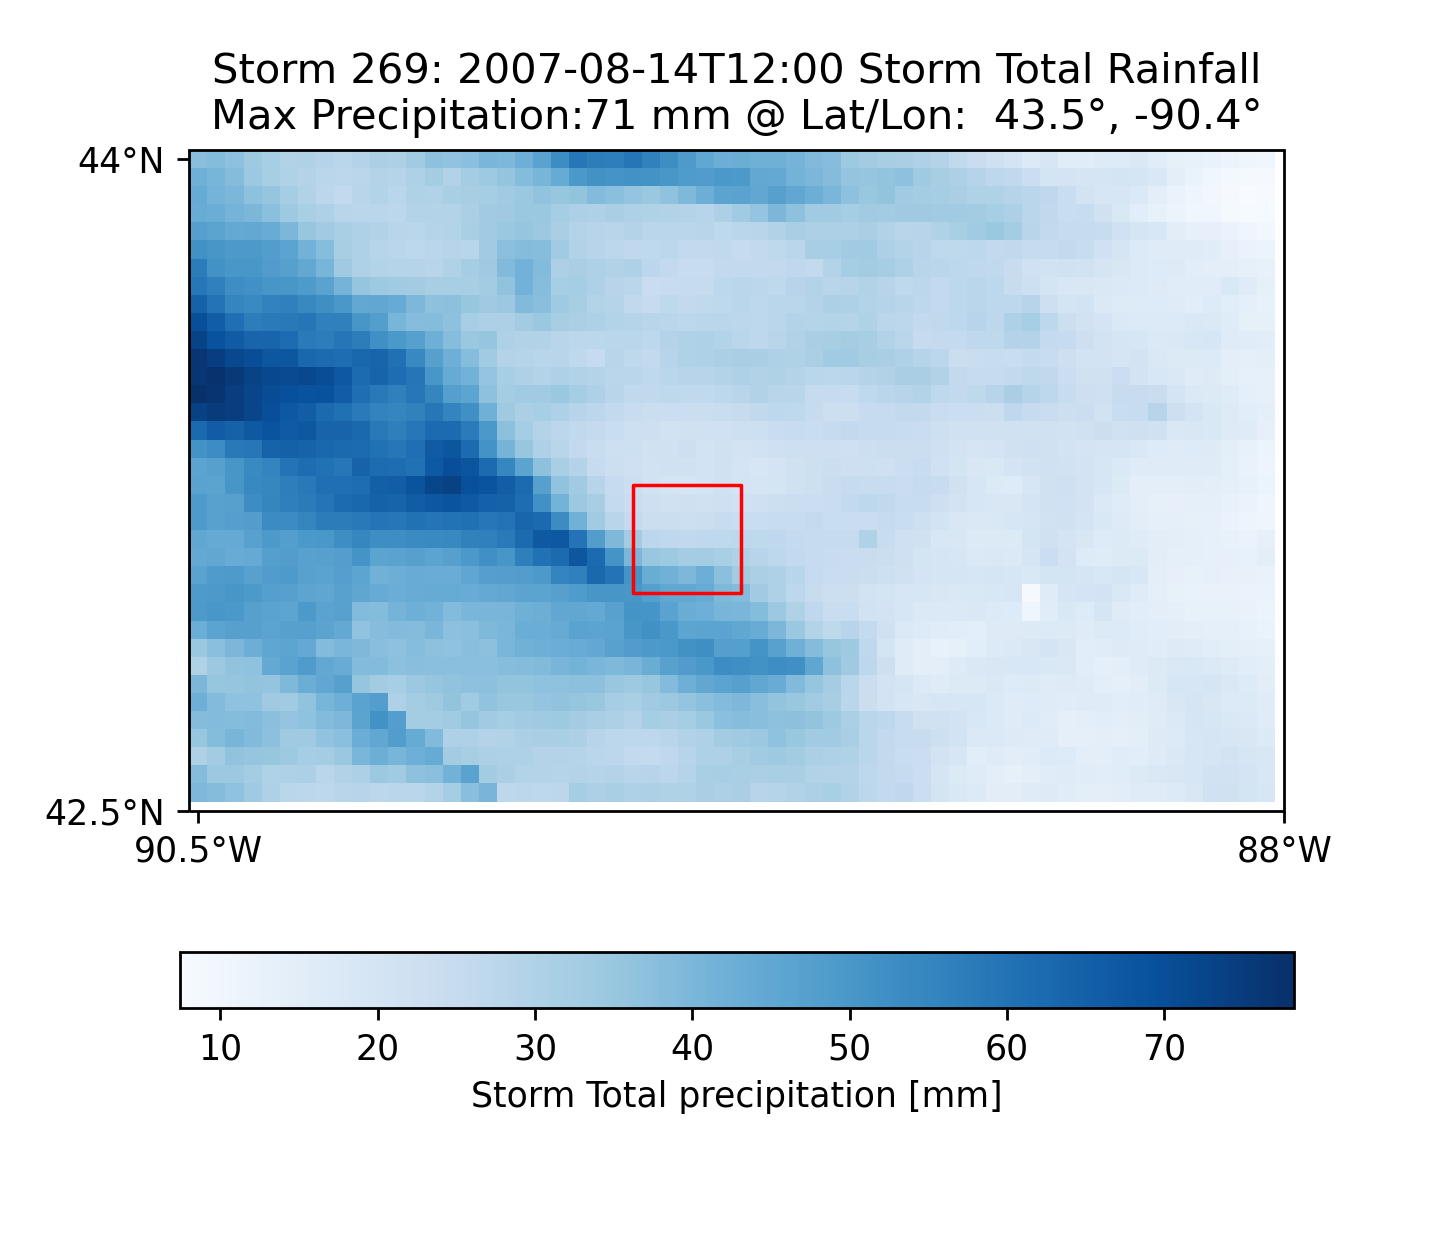 Storm 269: 2007-08-14T12:00 Storm Total Rainfall
Max Precipitation:71 mm @ Lat/Lon:  43.5°, -90.4°
44°N
42.5°N
90.5°W 88°W
10 20 30 40 50 60 70
Storm Total precipitation [mm]